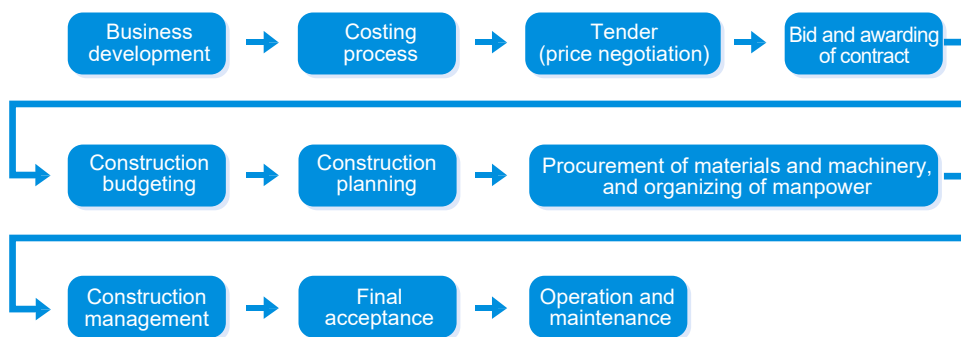 Business
development
Costing
process
Tender
(price negotiation)
Bid and awarding
of contract
Construction
budgeting
Construction
planning
Procurement of materials and machinery,
and organizing of manpower
Construction
management
Final
acceptance
Operation and
maintenance